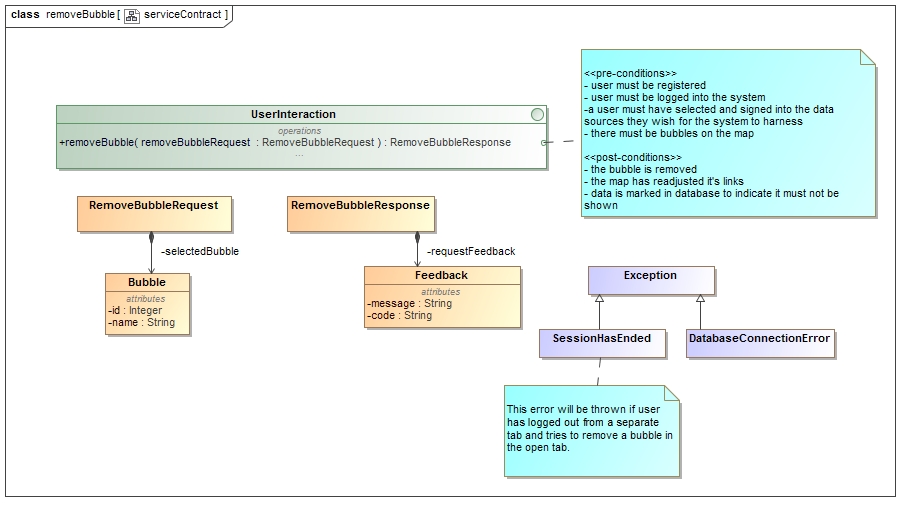 class removeBubble[ serviceContract ]
<<pre-conditions>>
- user must be registered
- user must be logged into the system
-a user must have selected and signed into the data
sources they wish for the system to harness
- there must be bubbles on the map
<<post-conditions>>
- the bubble is removed
- the map has readjusted it's links
- data is marked in database to indicate it must not be
shown
UserInteraction
operations
+removeBubble( removeBubbleRequest : RemoveBubbleRequest ) : RemoveBubbleResponse
...
RemoveBubbleRequest
RemoveBubbleResponse
-selectedBubble
-requestFeedback
Bubble
attributes
-id : Integer
-name : String
Feedback
attributes
-message : String
-code : String
Exception
SessionHasEnded
DatabaseConnectionError
This error will be thrown if user
has logged out from a separate
tab and tries to remove a bubble in
the open tab.